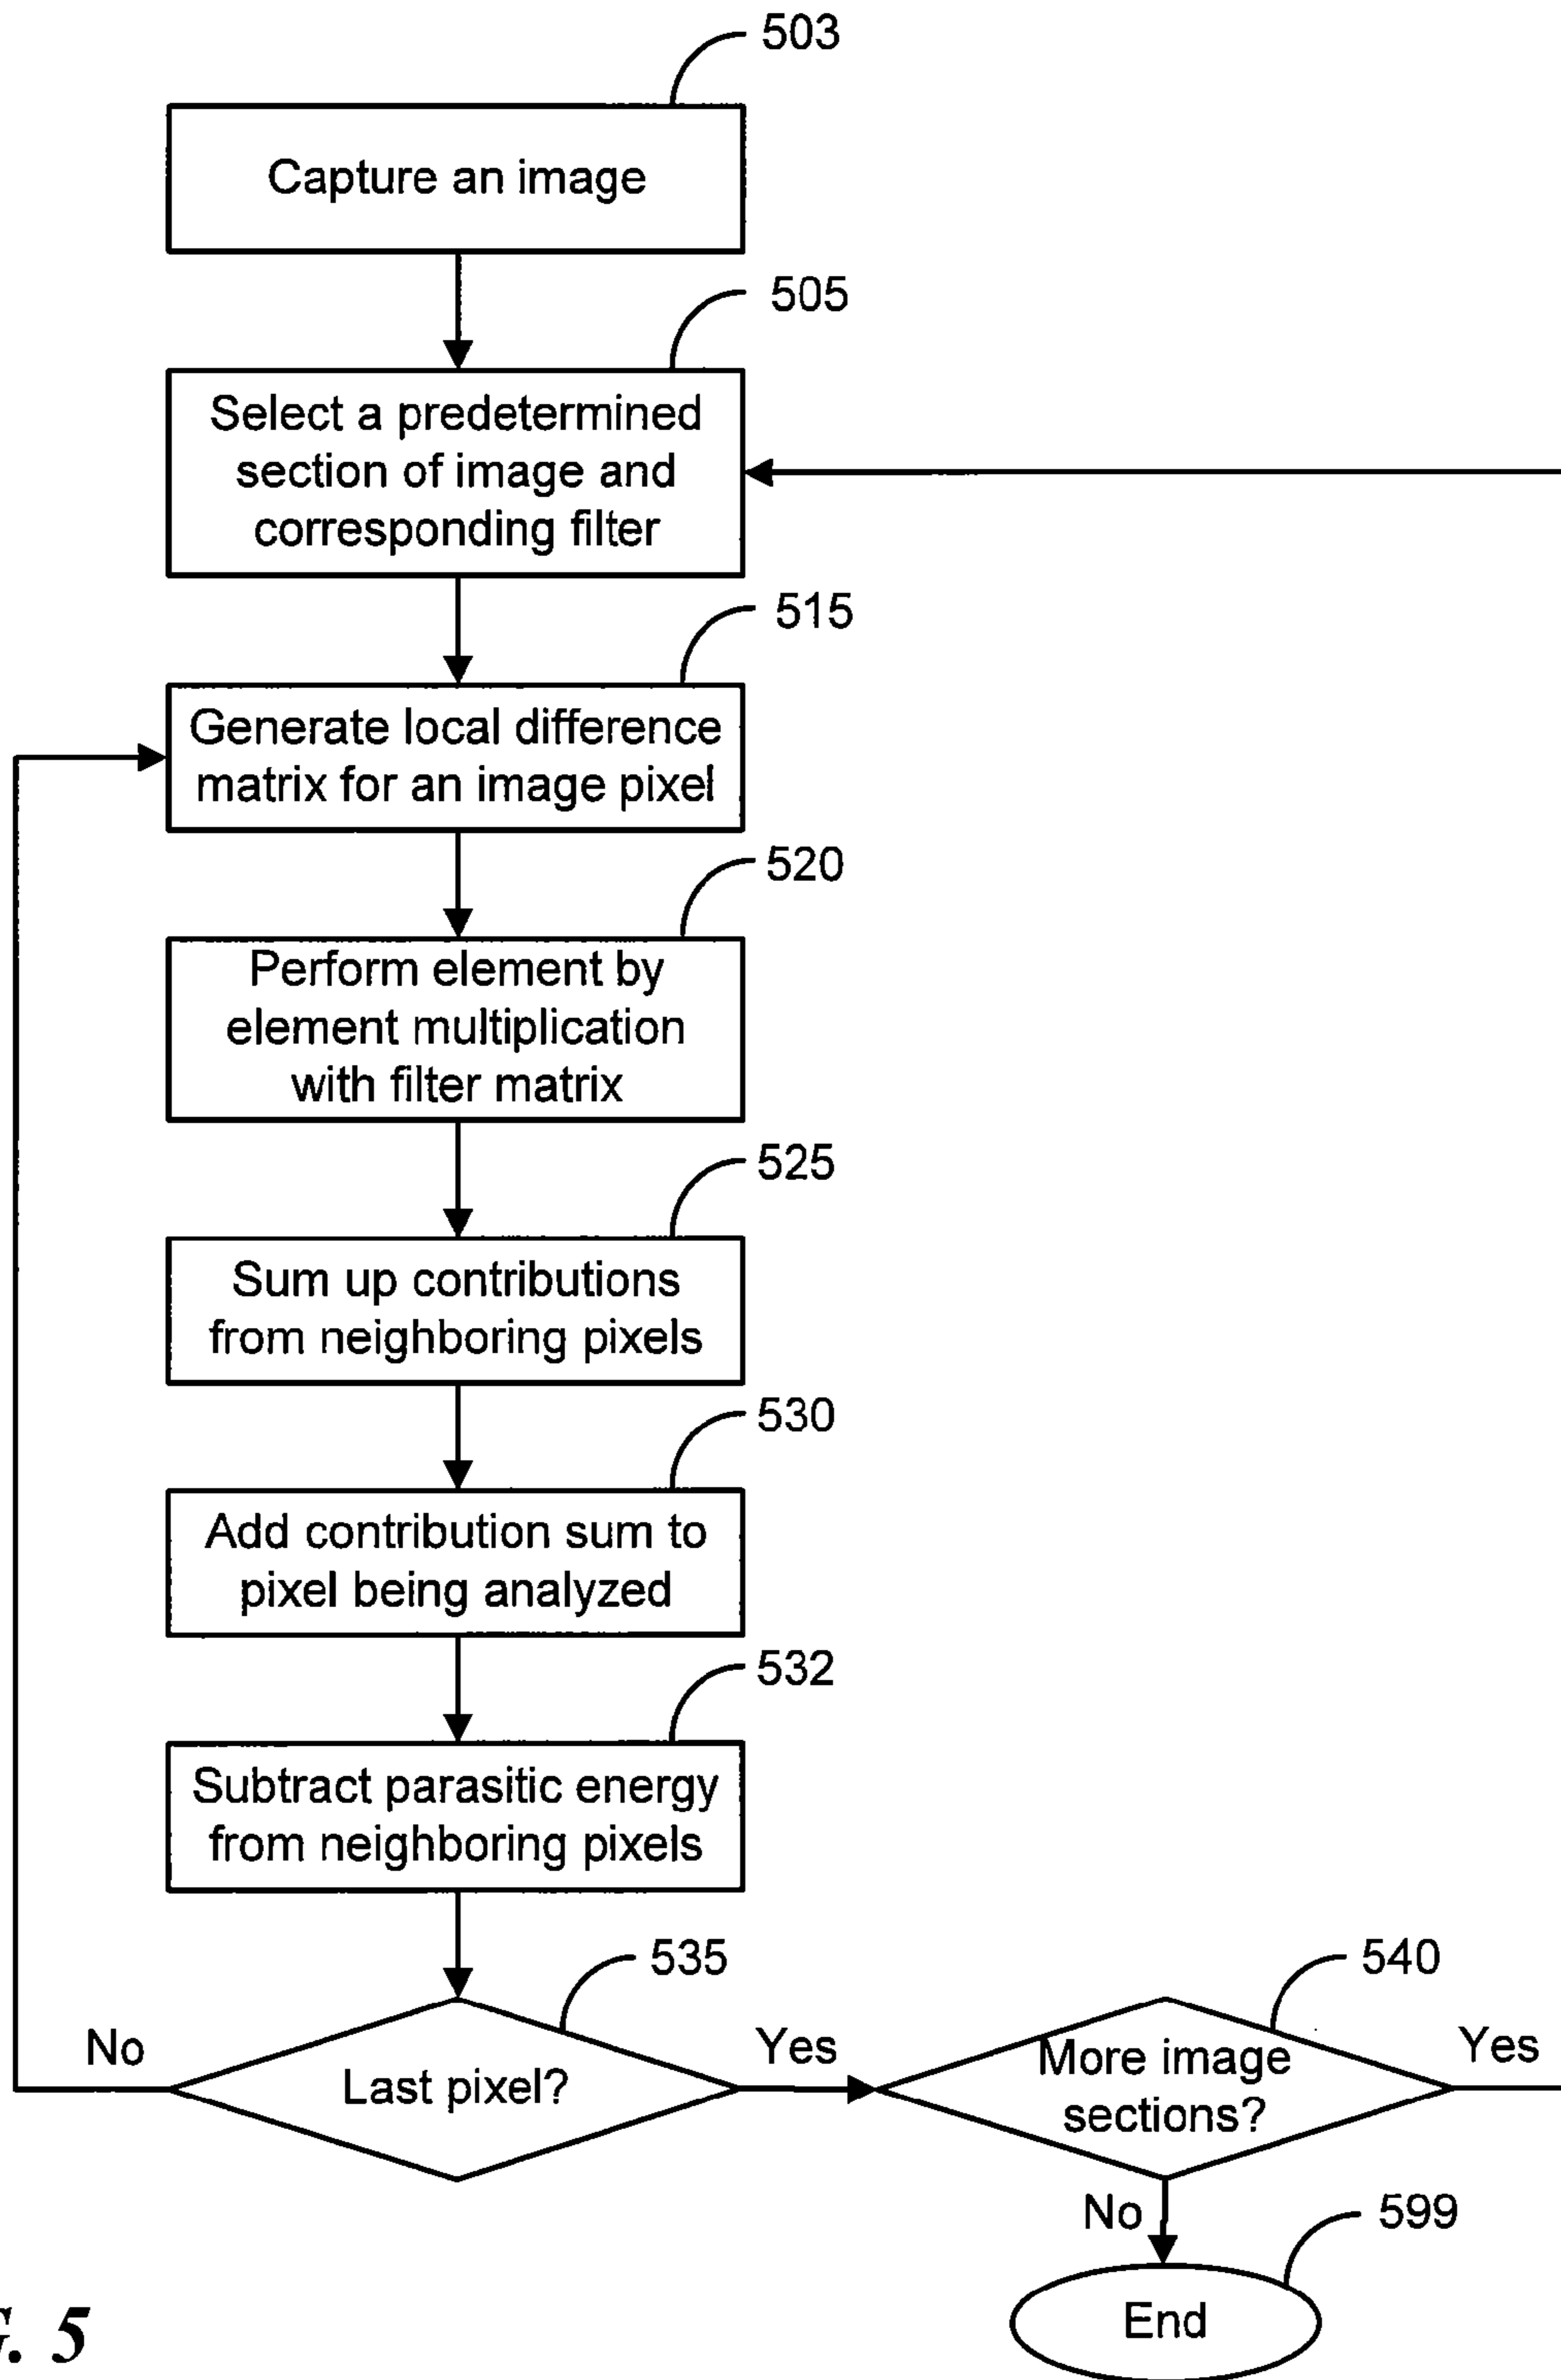 503
Capture an image
505
Select a predetermined
section of image and
corresponding filter
515
Generate local difference
matrix for an image pixel
520
Perform element by
element multiplication
with filter matrix
525
Sum up contributions
from neighboring pixels
530
Add contribution sum to
pixel being analyzed
532
Subtract parasitic energy
from neighboring pixels
535
540
No
Last pixel?
Yes
More image
sections?
Yes
No
599
End
G. 5